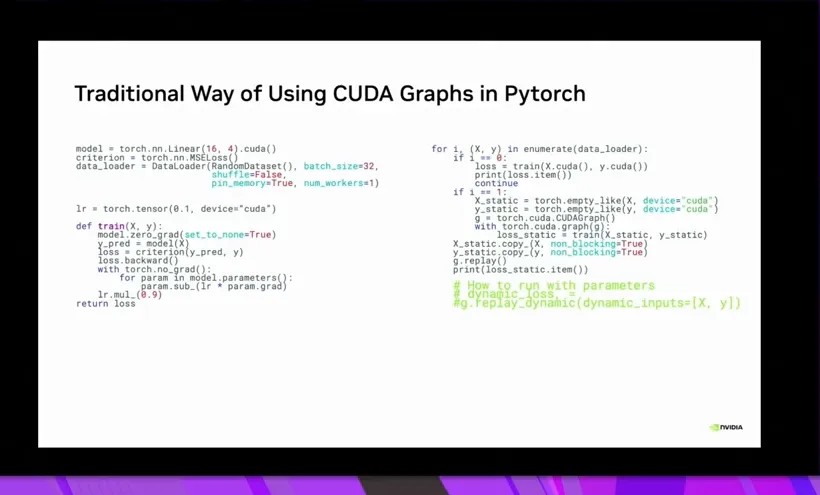 Traditional Way of Using CUDA Graphs in Pytorch
model = torch.nn.Linear(16, 4).cuda()
criterion = torch.nn.MSELoss()
data_loader = DataLoader(RandomDataset(), batch_size=32,
shuffle=False,
pin_memory=True, num_workers=1)
lr = torch.tensor(0.1, device="cuda")
def train(X, y):
model.zero_grad(set_to_none=True)
y_pred = model(X)
loss = criterion(y_pred, y)
loss.backward()
with torch.no_grad():
for param in model.parameters():
param.sub_(lr * param.grad)
lr.mul_(0.9)
return loss
for i, (X, y) in enumerate(data_loader):
if i == 0:
loss = train(X.cuda(), y.cuda())
print(loss.item())
continue
if i == 1:
X_static = torch.empty_like(X, device="cuda")
y_static = torch.empty_like(y, device="cuda")
g = torch.cuda.CUDAGraph()
with torch.cuda.graph(g):
loss_static = train(X_static, y_static)
X_static.copy_(X, non_blocking=True)
y_static.copy_(y, non_blocking=True)
g.replay()
print(loss_static.item())
# How to run with parameters
# dynamic_loss, =
#g.replay_dynamic(dynamic_inputs=[X, y])
NVIDIA